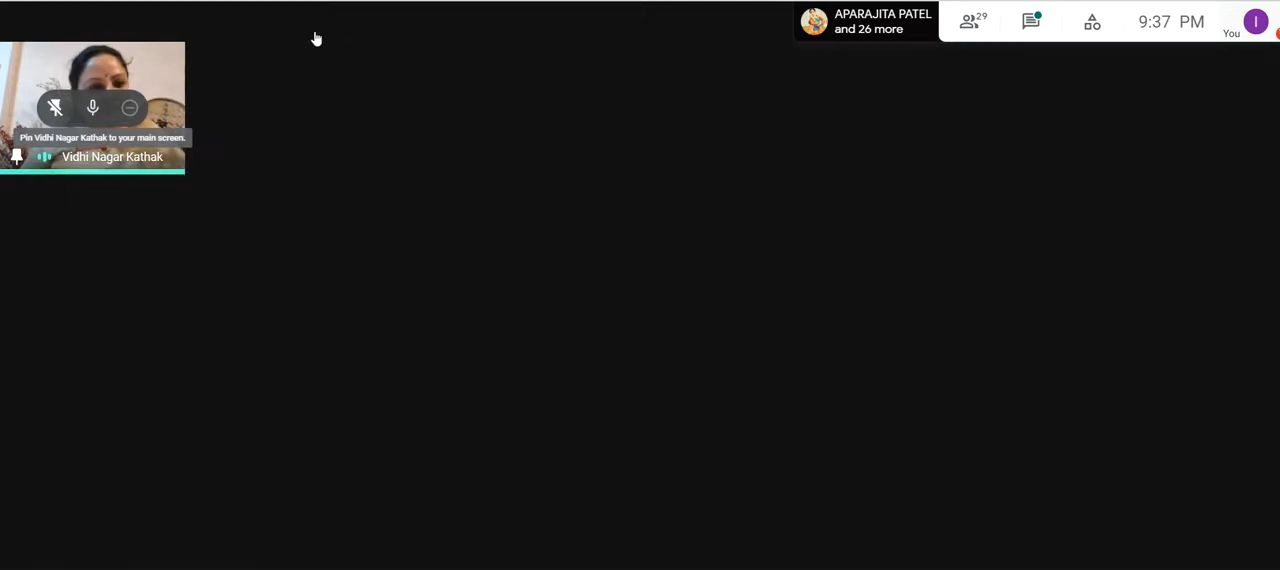 APARAJITA PATEL
and 26 more
29
9:37 PM
You
I
Pin Vidhi Nagar Kathak to your main screen.
Vidhi Nagar Kathak